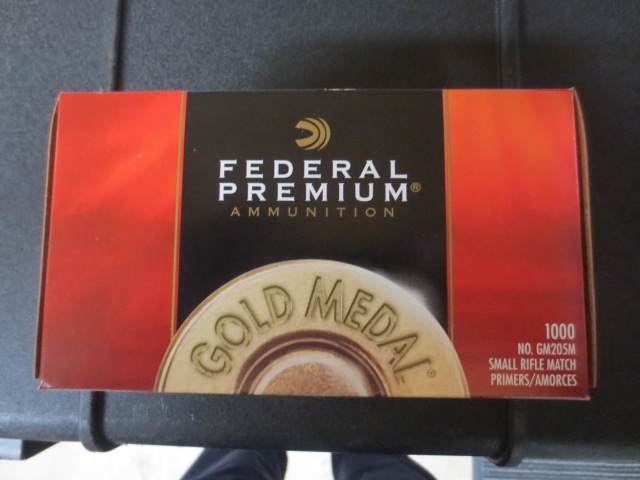 FEDERAL
PREMIUM®
AMMUNITION
GOLD MEDAL®
1000
NO. GM205M
SMALL RIFLE MATCH
PRIMERS/AMORCES